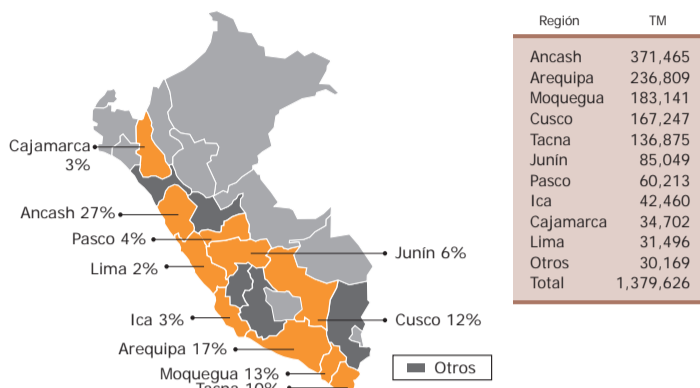 Cajamarca
3%
Ancash 27%
Pasco 4%
Lima 2%
Junín 6%
Ica 3%
Cusco 12%
Arequipa 17%
Moquegua 13%
Tacna 10%
Otros
Región TM
Ancash 371,465
Arequipa 236,809
Moquegua 183,141
Cusco 167,247
Tacna 136,875
Junín 85,049
Pasco 60,213
Ica 42,460
Cajamarca 34,702
Lima 31,496
Otros 30,169
Total 1,379,626